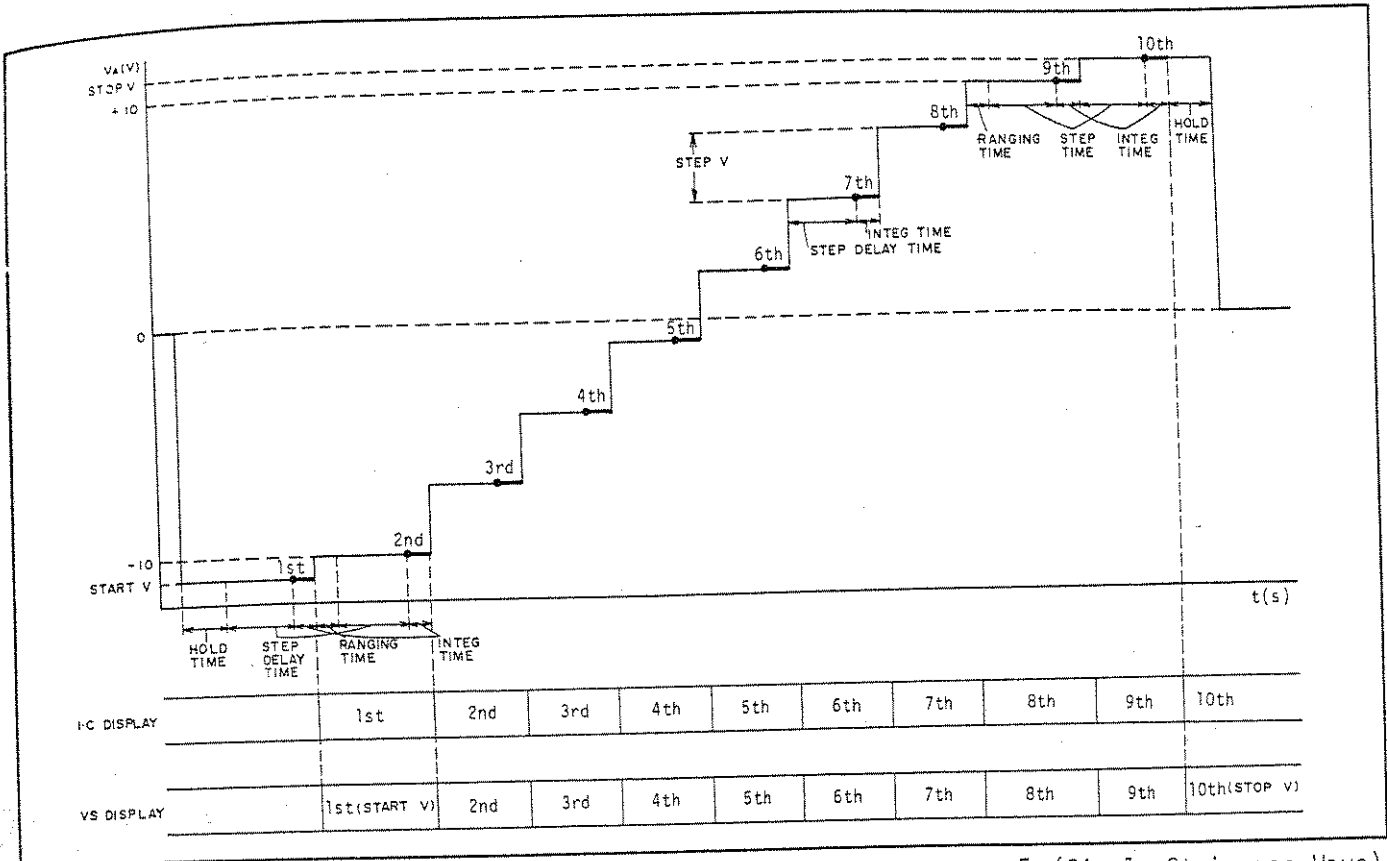 VA(V)
STOP V
+10
0
-10
START V
1st
2nd
3rd
4th
5th
6th
7th
8th
9th
10th
STEP V
INTEG TIME
STEP DELAY TIME
RANGING
TIME
STEP
TIME
INTEG
TIME
HOLD
TIME
t(s)
HOLD
TIME
STEP
DELAY
TIME
RANGING
TIME
INTEG
TIME
I-C DISPLAY 1st 2nd 3rd 4th 5th 6th 7th 8th 9th 10th
VS DISPLAY 1st(START V) 2nd 3rd 4th 5th 6th 7th 8th 9th 10th(STOP V)